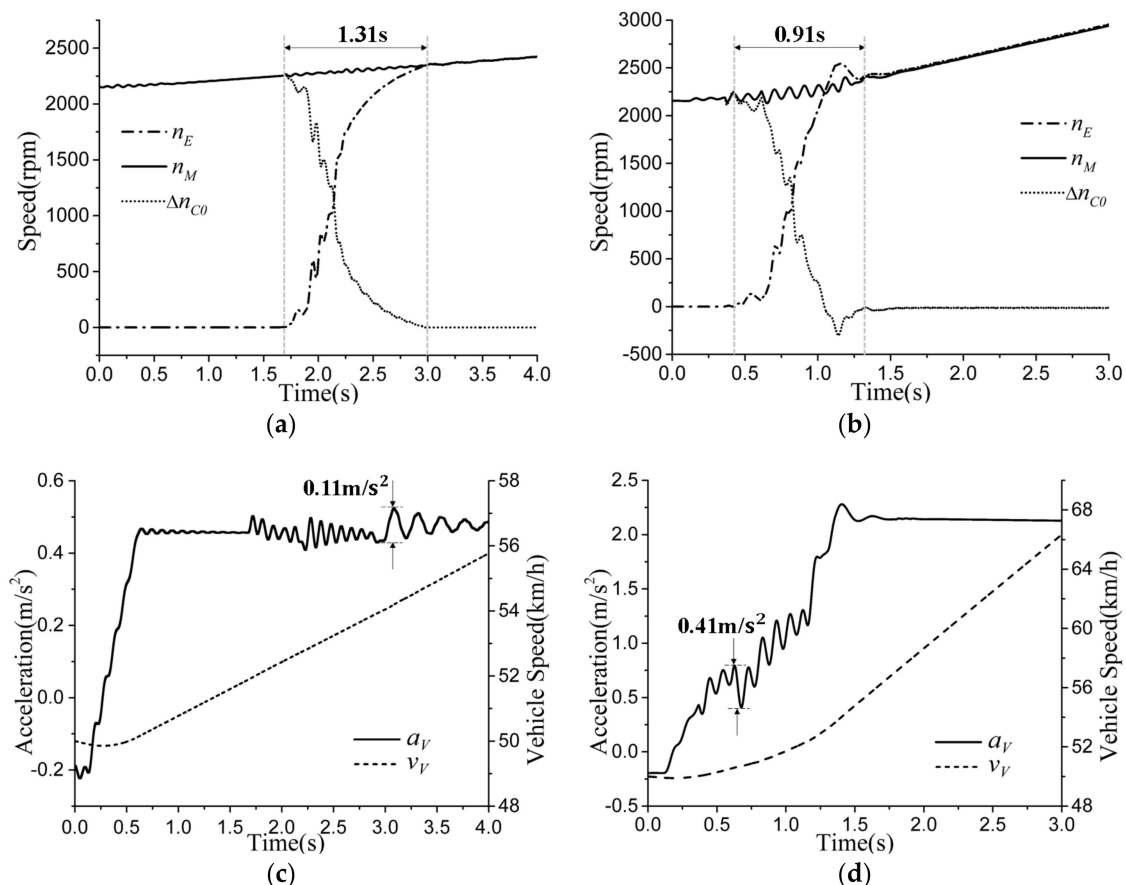 1.31s
2500
2000
1500
1000
500
0
Speed(rpm)
n_E
n_M
Δn_C0
0.0 0.5 1.0 1.5 2.0 2.5 3.0 3.5 4.0
Time(s)
(a)
0.91s
3000
2500
2000
1500
1000
500
0
-500
Speed(rpm)
n_E
n_M
Δn_C0
0.0 0.5 1.0 1.5 2.0 2.5 3.0
Time(s)
(b)
0.11m/s²
0.6
0.4
0.2
0.0
-0.2
Acceleration(m/s²)
58
56
54
52
50
48
Vehicle Speed(km/h)
a_V
v_V
0.0 0.5 1.0 1.5 2.0 2.5 3.0 3.5 4.0
Time(s)
(c)
0.41m/s²
2.5
2.0
1.5
1.0
0.5
0.0
-0.5
Acceleration(m/s²)
68
65
60
56
52
48
Vehicle Speed(km/h)
a_V
v_V
0.0 0.5 1.0 1.5 2.0 2.5 3.0
Time(s)
(d)